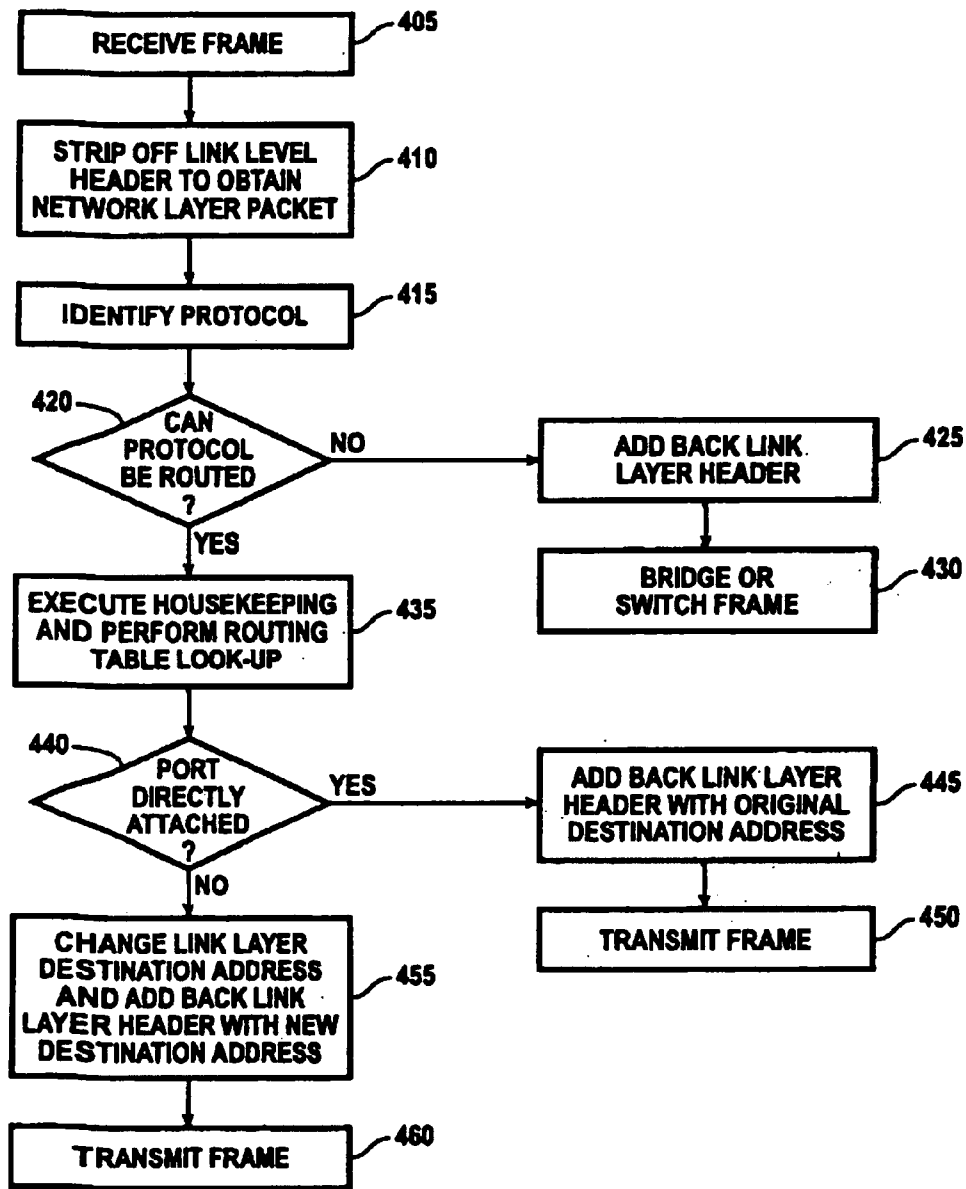 RECEIVE FRAME
405
STRIP OFF LINK LEVEL
HEADER TO OBTAIN
NETWORK LAYER PACKET
410
IDENTIFY PROTOCOL
415
420
CAN
PROTOCOL
BE ROUTED
?
NO
YES
ADD BACK LINK
LAYER HEADER
425
BRIDGE OR
SWITCH FRAME
430
EXECUTE HOUSEKEEPING
AND PERFORM ROUTING
TABLE LOOK-UP
435
440
PORT
DIRECTLY
ATTACHED
?
YES
NO
ADD BACK LINK LAYER
HEADER WITH ORIGINAL
DESTINATION ADDRESS
445
TRANSMIT FRAME
450
CHANGE LINK LAYER
DESTINATION ADDRESS
AND ADD BACK LINK
LAYER HEADER WITH NEW
DESTINATION ADDRESS
455
TRANSMIT FRAME
460